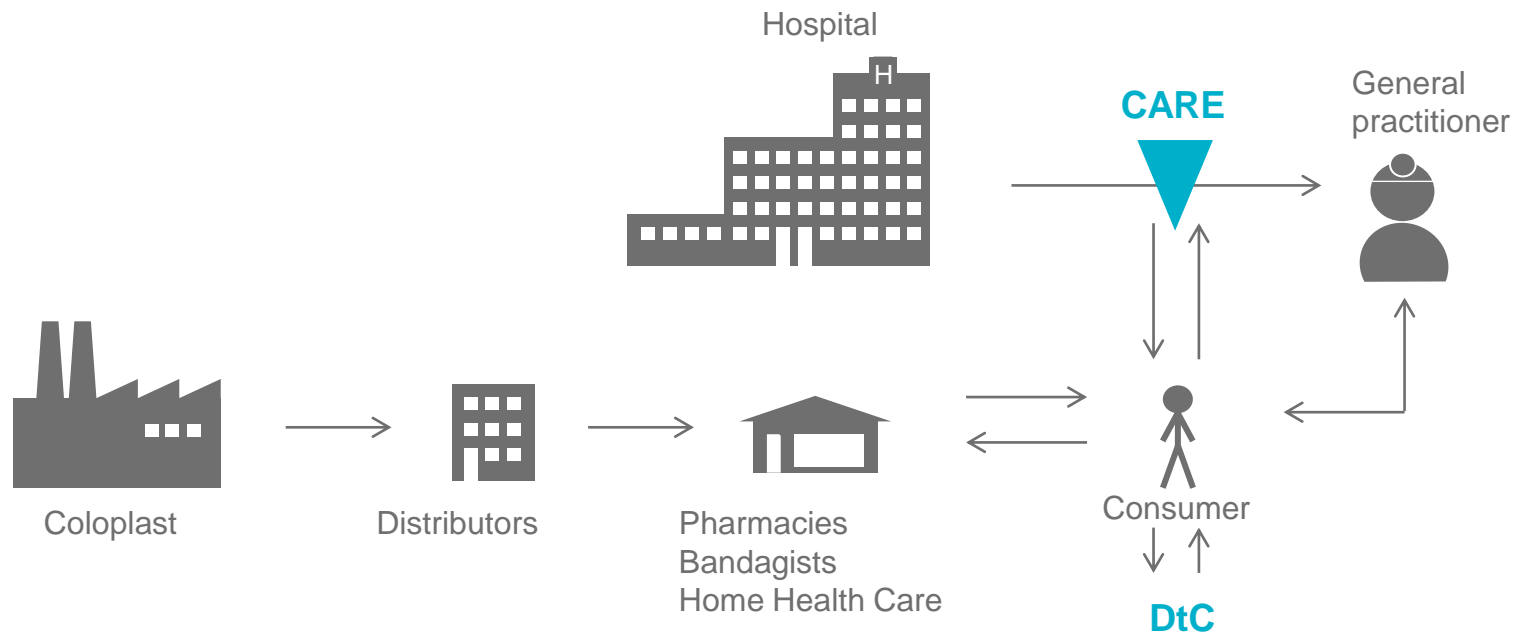 Hospital
H
CARE
General
practitioner
Coloplast
Distributors
Pharmacies
Bandagists
Home Health Care
Consumer
DtC